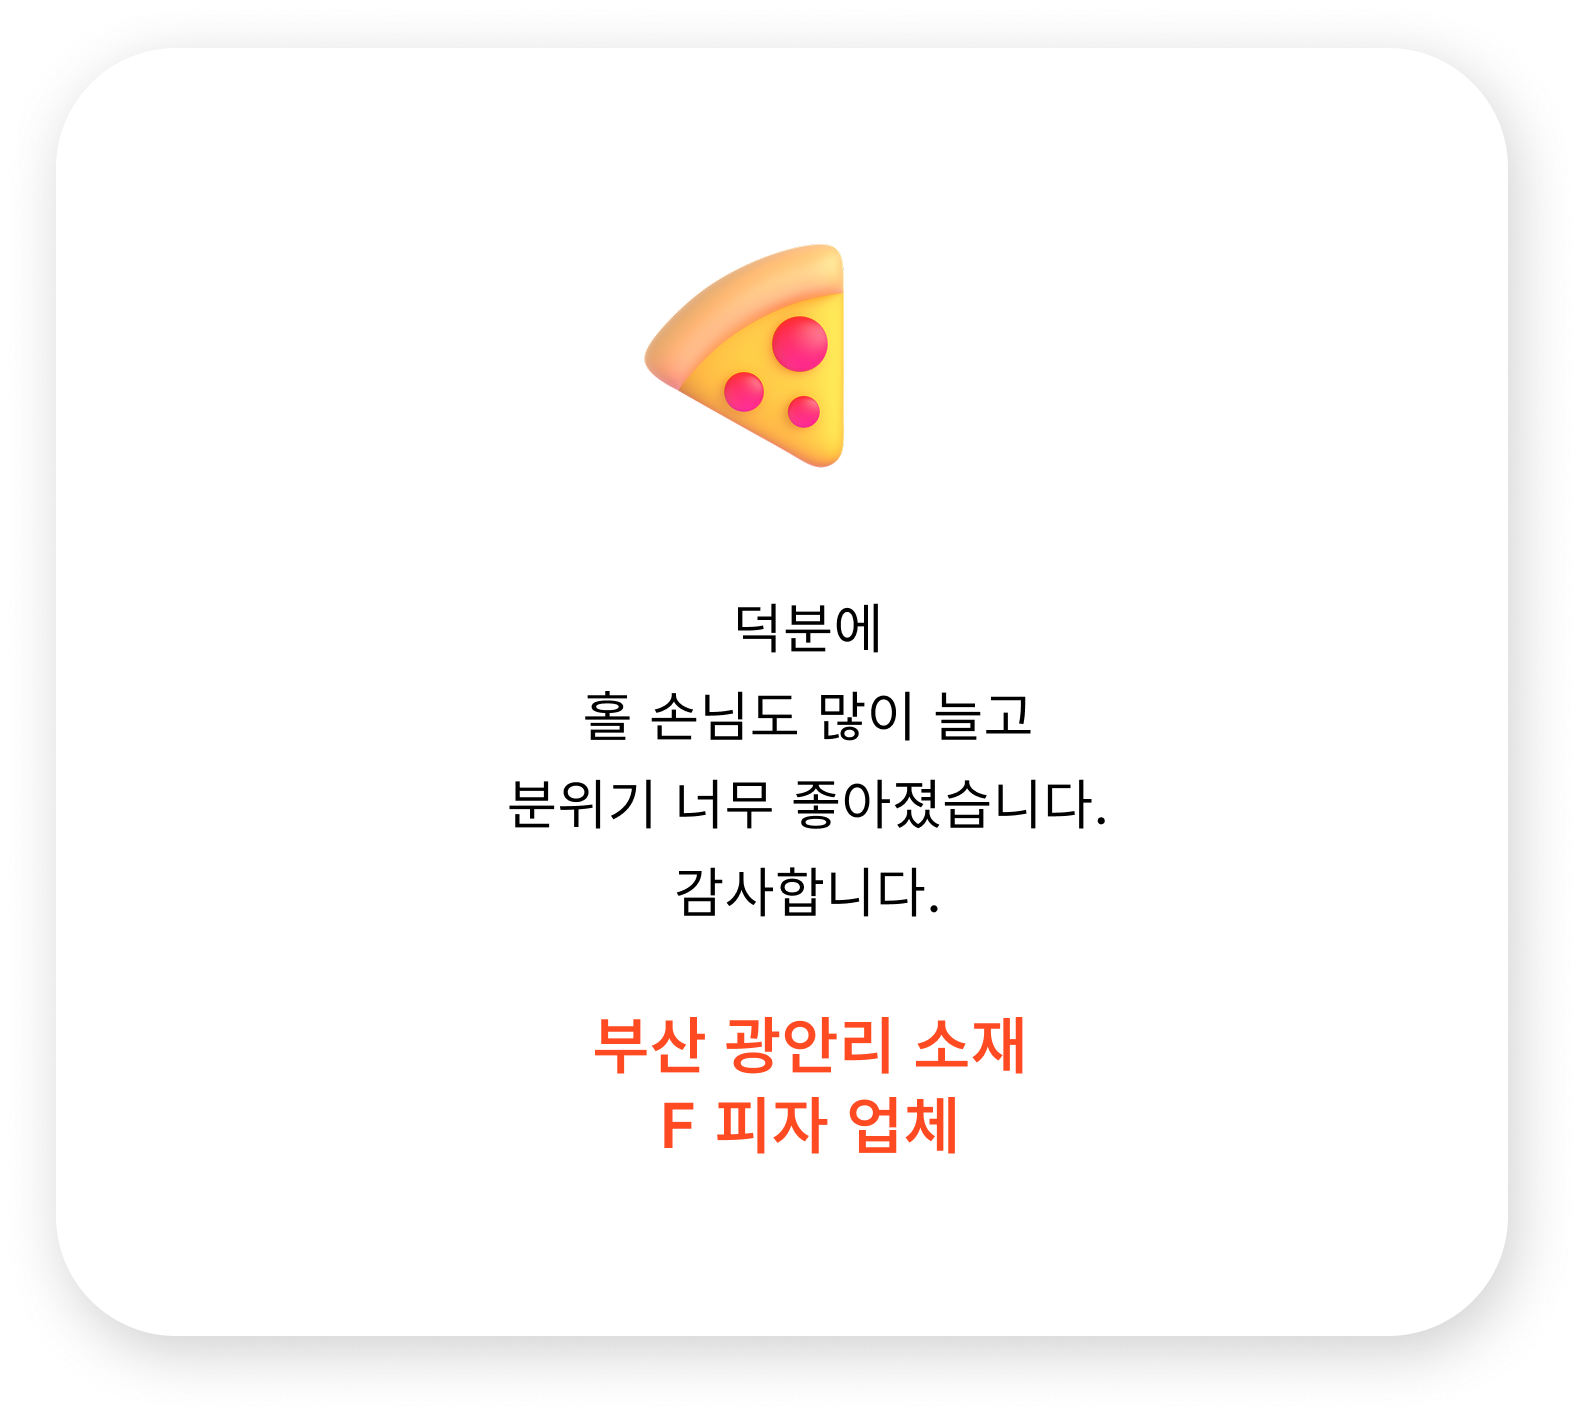 덕분에
홀 손님도 많이 늘고
분위기 너무 좋아졌습니다.
감사합니다.
부산 광안리 소재
F 피자 업체